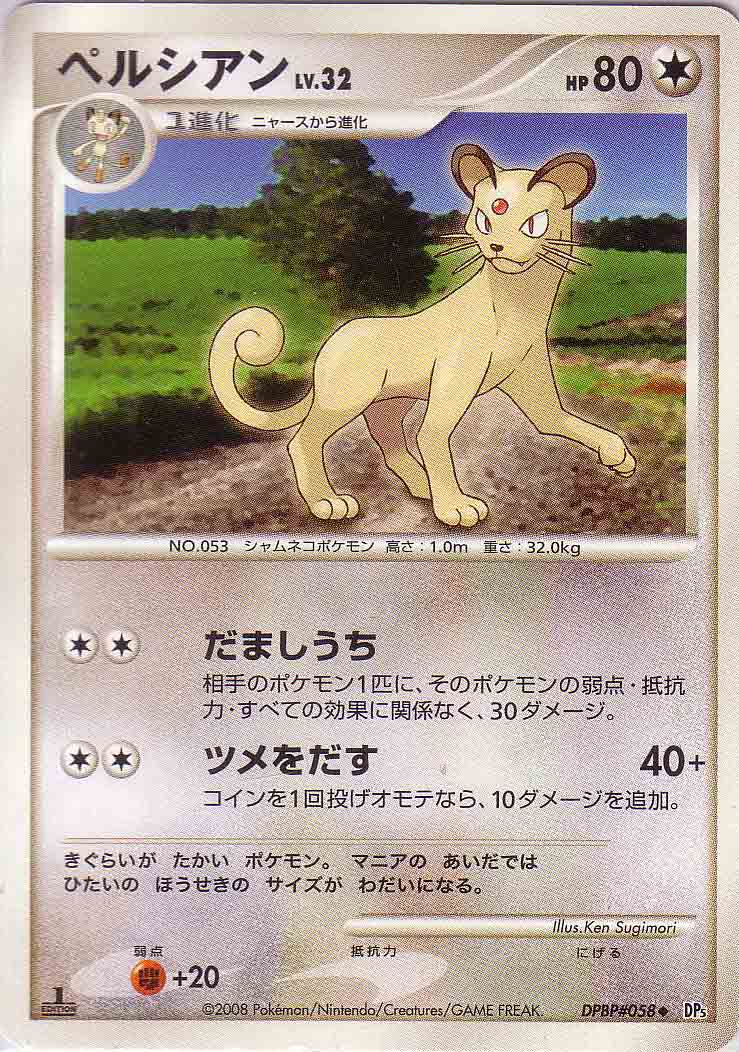 ペルシアン LV.32 HP 80
1進化 ニャースから進化
NO.053 シャムネコポケモン 高さ:1.0m 重さ:32.0kg
だましうち
相手のポケモン1匹に、そのポケモンの弱点・抵抗
力・すべての効果に関係なく、30ダメージ。
ツメをだす 40+
コインを1回投げオモテなら、10ダメージを追加。
きぐらいが たかい ポケモン。 マニアの あいだでは
ひたいの ほうせきの サイズが わだいになる。
Illus.Ken Sugimori
弱点 抵抗力 にげる
+20
1 EDITION ©2008 Pokémon/Nintendo/Creatures/GAME FREAK. DPBP#058 DP5